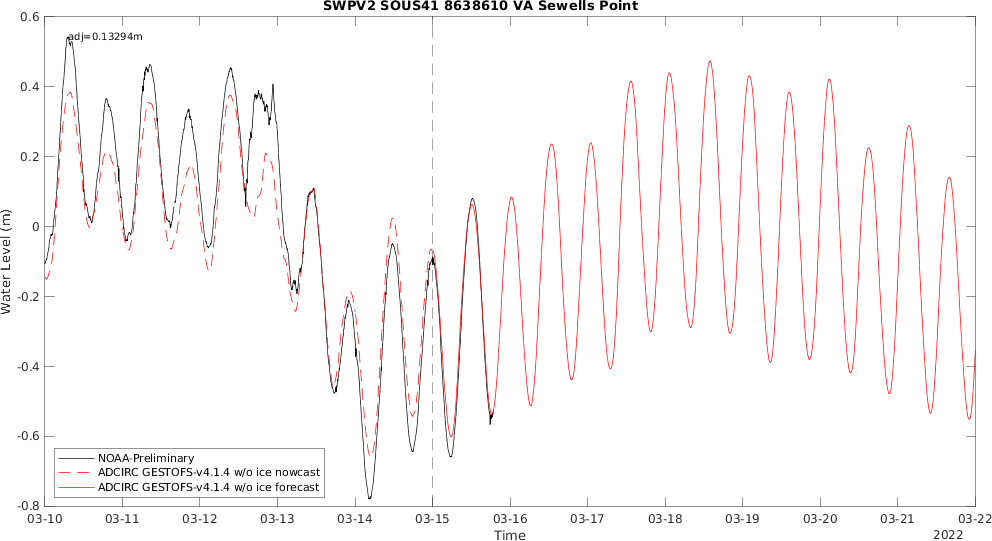 SWPV2 SOUS41 8638610 VA Sewells Point
adj=0.13294m
0.6
0.4
0.2
0
-0.2
-0.4
-0.6
-0.8
Water Level (m)
NOAA-Preliminary
ADCIRC GESTOFS-v4.1.4 w/o ice nowcast
ADCIRC GESTOFS-v4.1.4 w/o ice forecast
03-10 03-11 03-12 03-13 03-14 03-15 03-16 03-17 03-18 03-19 03-20 03-21 03-22
Time
2022